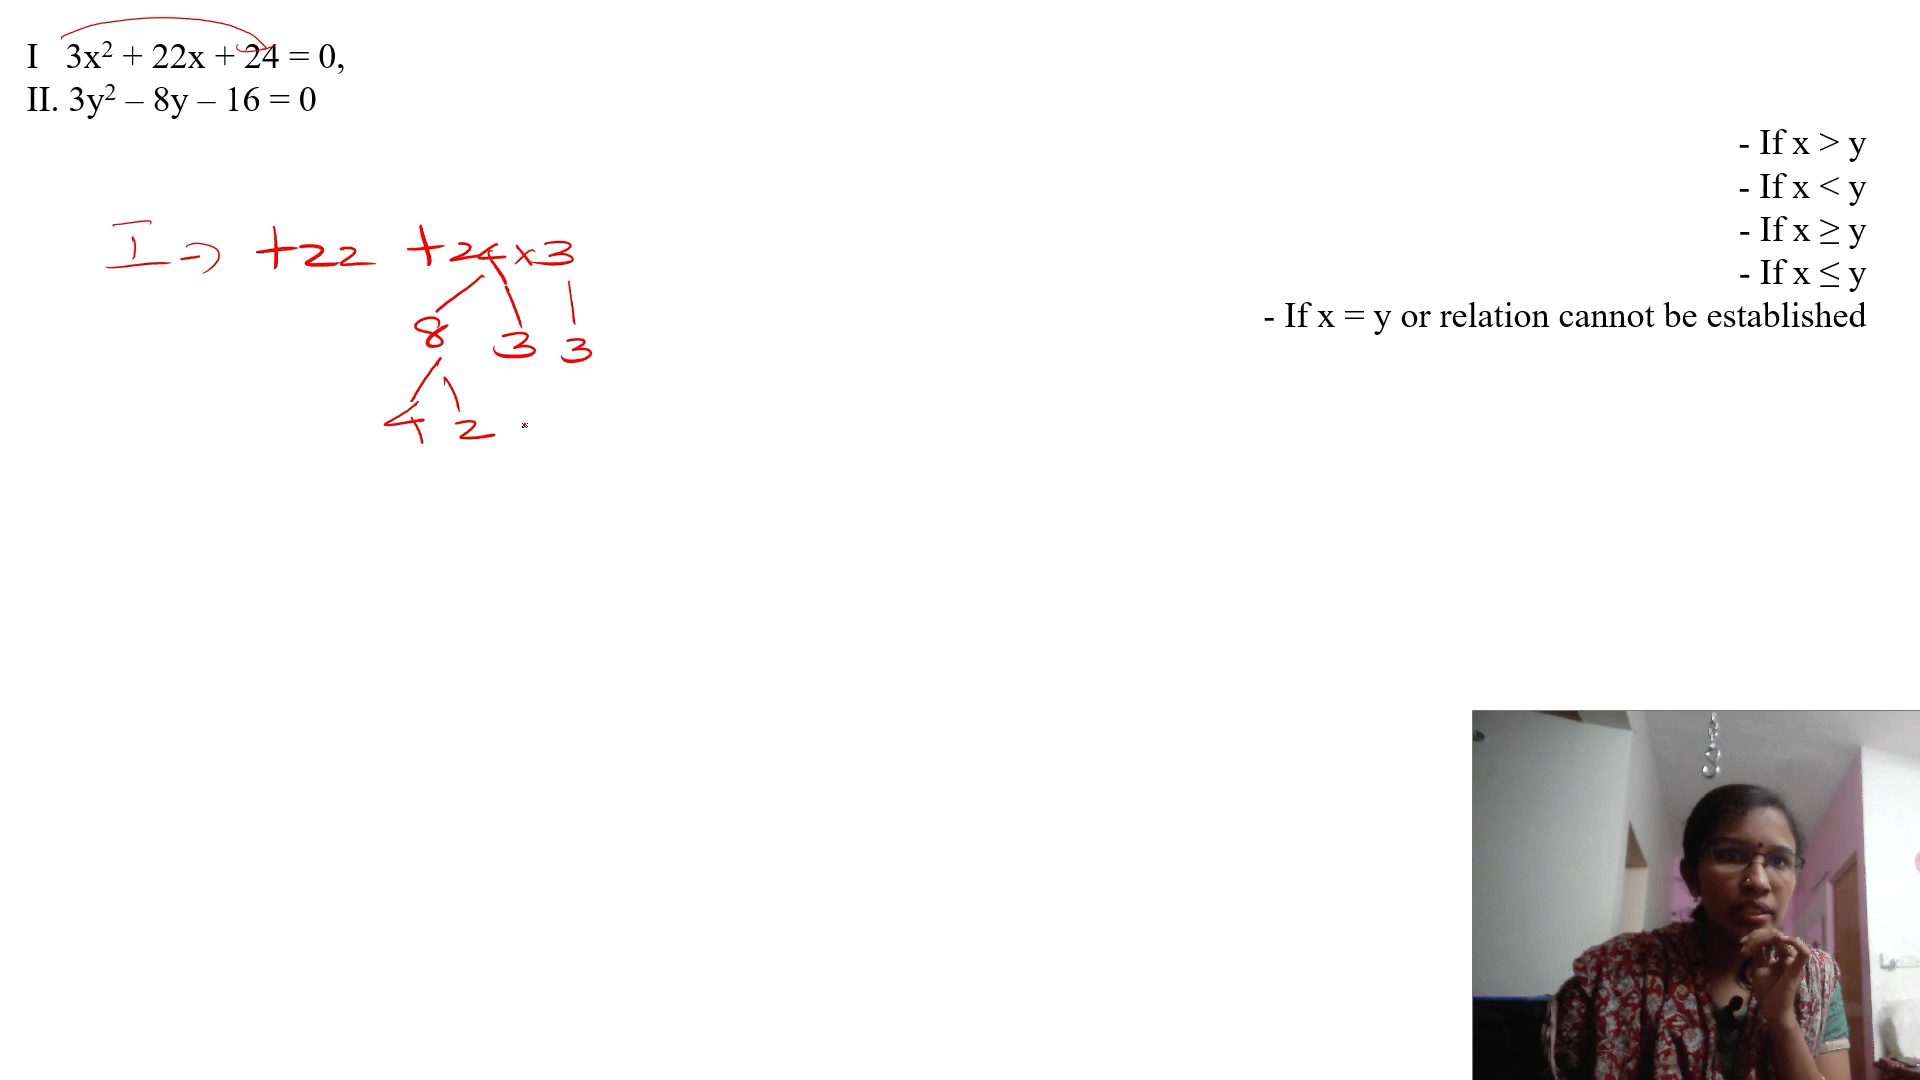 I 3x² + 22x + 24 = 0,
II. 3y² – 8y – 16 = 0
- If x > y
- If x < y
- If x ≥ y
- If x ≤ y
- If x = y or relation cannot be established
I ⇒ +22 +24×3
8 3 3
4 2